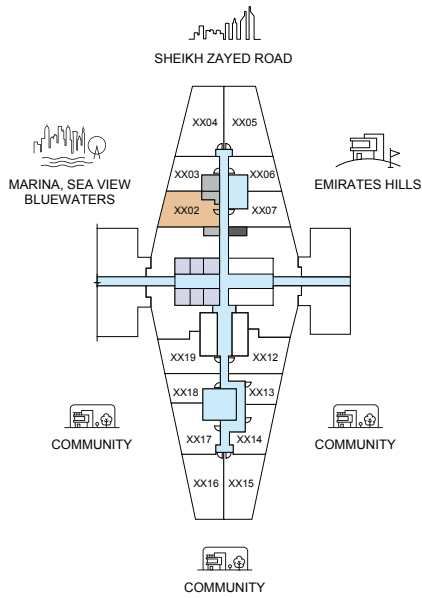 SHEIKH ZAYED ROAD
XX04
XX05
MARINA, SEA VIEW
BLUEWATERS
EMIRATES HILLS
XX03
XX06
XX02
XX07
XX19
XX12
XX18
XX13
COMMUNITY
COMMUNITY
XX17
XX14
XX16
XX15
COMMUNITY